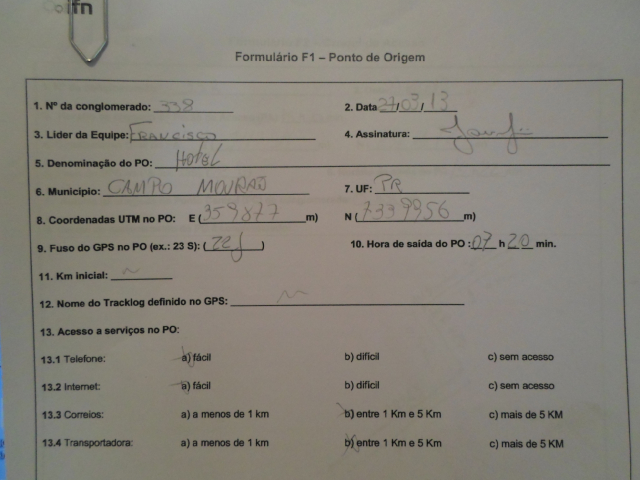 ifn
Formulário F1 – Ponto de Origem
1. Nº da conglomerado: 338 2. Data 27/03/13
3. Lider da Equipe: FRANCISCO 4. Assinatura:
5. Denominação do PO: HOTEL
6. Municipio: CAMPO MOURAO 7. UF: PR
8. Coordenadas UTM no PO: E (359877 m) N (7339956 m)
9. Fuso do GPS no PO (ex.: 23 S): (22J) 10. Hora de saida do PO :07 h 20 min.
11. Km inicial: ~
12. Nome do Tracklog definido no GPS: ~
13. Acesso a serviços no PO:
13.1 Telefone: a) fácil b) dificil c) sem acesso
13.2 Internet: a) fácil b) dificil c) sem acesso
13.3 Correios: a) a menos de 1 km b) entre 1 Km e 5 Km c) mais de 5 KM
13.4 Transportadora: a) a menos de 1 km b) entre 1 Km e 5 Km c) mais de 5 KM